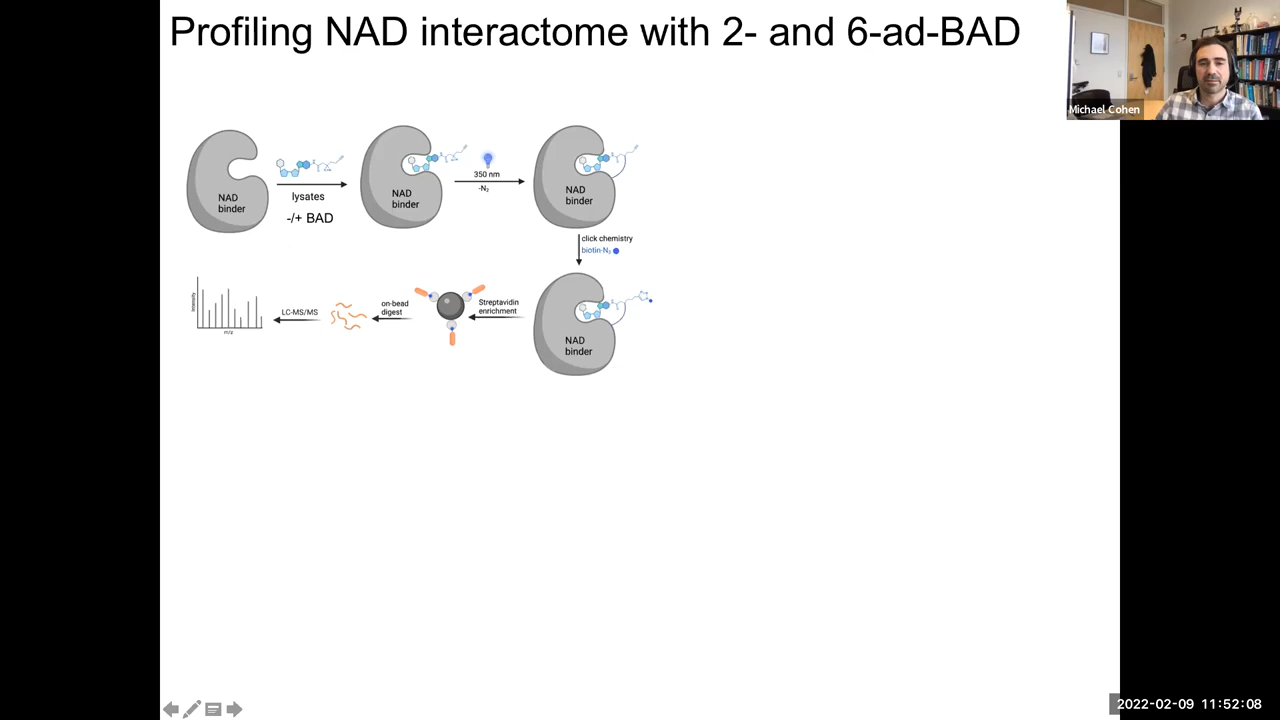 Profiling NAD interactome with 2- and 6-ad-BAD
Michael Cohen
NAD
binder
lysates
-/+ BAD
NAD
binder
350 nm
-N₂
NAD
binder
click chemistry
biotin-N₃
NAD
binder
Streptavidin
enrichment
on-bead
digest
LC-MS/MS
Intensity
m/z
2022-02-09 11:52:08